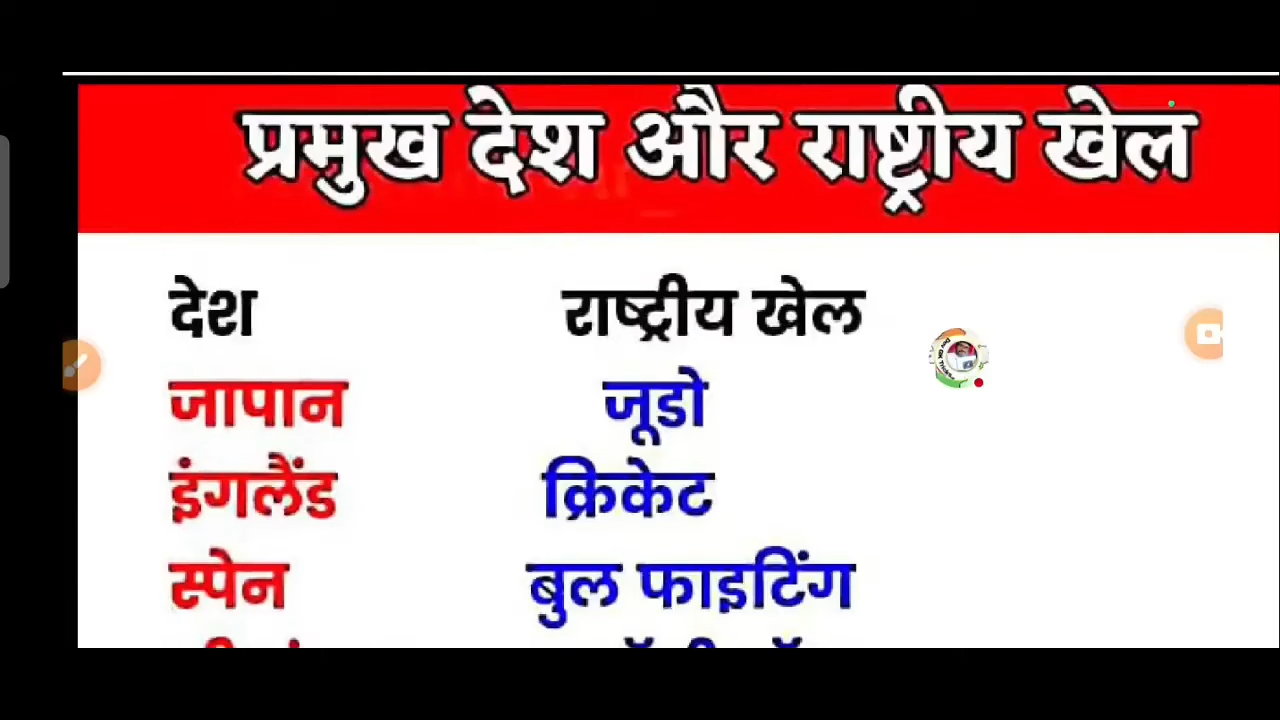 प्रमुख देश और राष्ट्रीय खेल
देश राष्ट्रीय खेल
जापान जूडो
इंगलैंड क्रिकेट
स्पेन बुल फाइटिंग